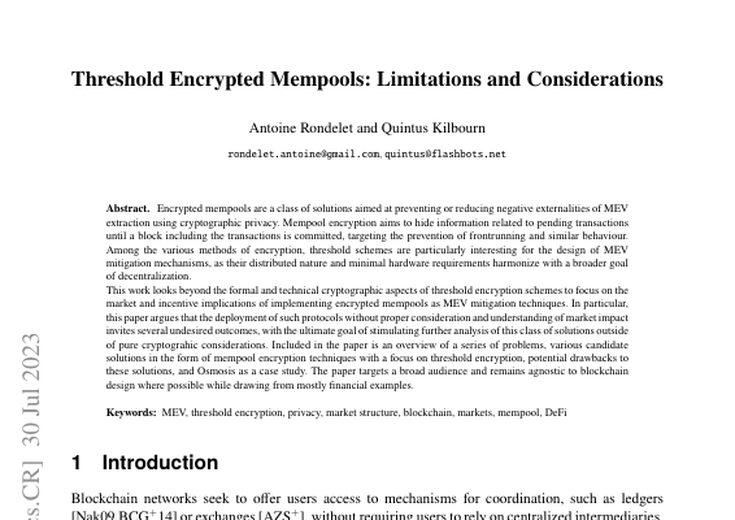 Threshold Encrypted Mempools: Limitations and Considerations
Antoine Rondelet and Quintus Kilbourn
rondelet.antoine@gmail.com, quintus@flashbots.net
Abstract. Encrypted mempools are a class of solutions aimed at preventing or reducing negative externalities of MEV
extraction using cryptographic privacy. Mempool encryption aims to hide information related to pending transactions
until a block including the transactions is committed, targeting the prevention of frontrunning and similar behaviour.
Among the various methods of encryption, threshold schemes are particularly interesting for the design of MEV
mitigation mechanisms, as their distributed nature and minimal hardware requirements harmonize with a broader goal
of decentralization.
This work looks beyond the formal and technical cryptographic aspects of threshold encryption schemes to focus on the
market and incentive implications of implementing encrypted mempools as MEV mitigation techniques. In particular,
this paper argues that the deployment of such protocols without proper consideration and understanding of market impact
invites several undesired outcomes, with the ultimate goal of stimulating further analysis of this class of solutions outside
of pure cryptograhic considerations. Included in the paper is an overview of a series of problems, various candidate
solutions in the form of mempool encryption techniques with a focus on threshold encryption, potential drawbacks to
these solutions, and Osmosis as a case study. The paper targets a broad audience and remains agnostic to blockchain
design where possible while drawing from mostly financial examples.
Keywords: MEV, threshold encryption, privacy, market structure, blockchain, markets, mempool, DeFi
s.CR] 30 Jul 2023
1 Introduction
Blockchain networks seek to offer users access to mechanisms for coordination, such as ledgers
[Nak09,BCG+14] or exchanges [AZS+], without requiring users to rely on centralized intermediaries.